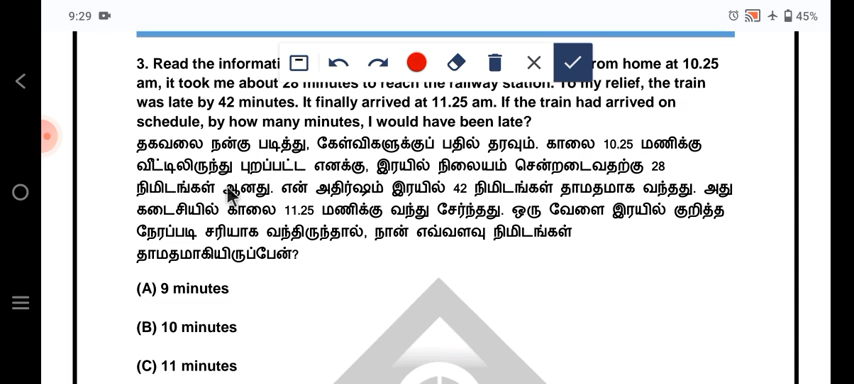 9:29
45%
3. Read the informati rom home at 10.25
am, it took me about 28 minutes to reach the railway station. To my relief, the train
was late by 42 minutes. It finally arrived at 11.25 am. If the train had arrived on
schedule, by how many minutes, I would have been late?
தகவலை நன்கு படித்து, கேள்விகளுக்குப் பதில் தரவும். காலை 10.25 மணிக்கு
வீட்டிலிருந்து புறப்பட்ட எனக்கு, இரயில் நிலையம் சென்றடைவதற்கு 28
நிமிடங்கள் ஆனது. என் அதிர்ஷம் இரயில் 42 நிமிடங்கள் தாமதமாக வந்தது. அது
கடைசியில் காலை 11.25 மணிக்கு வந்து சேர்ந்தது. ஒரு வேளை இரயில் குறித்த
நேரப்படி சரியாக வந்திருந்தால், நான் எவ்வளவு நிமிடங்கள்
தாமதமாகியிருப்பேன்?
(A) 9 minutes
(B) 10 minutes
(C) 11 minutes